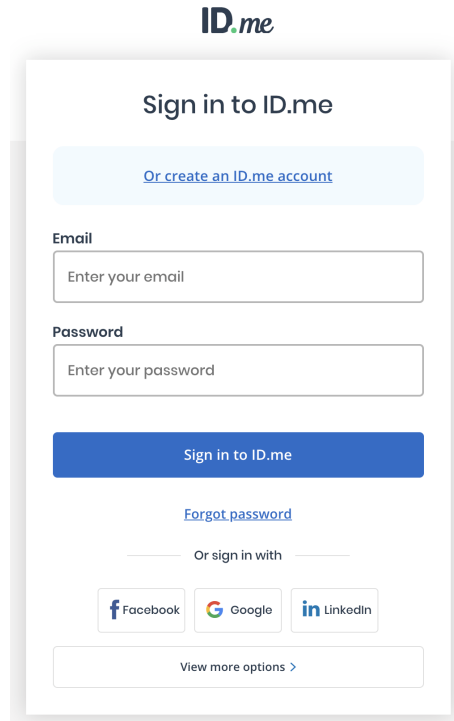 ID.me
Sign in to ID.me
Or create an ID.me account
Email
Enter your email
Password
Enter your password
Sign in to ID.me
Forgot password
Or sign in with
Facebook Google LinkedIn
View more options >